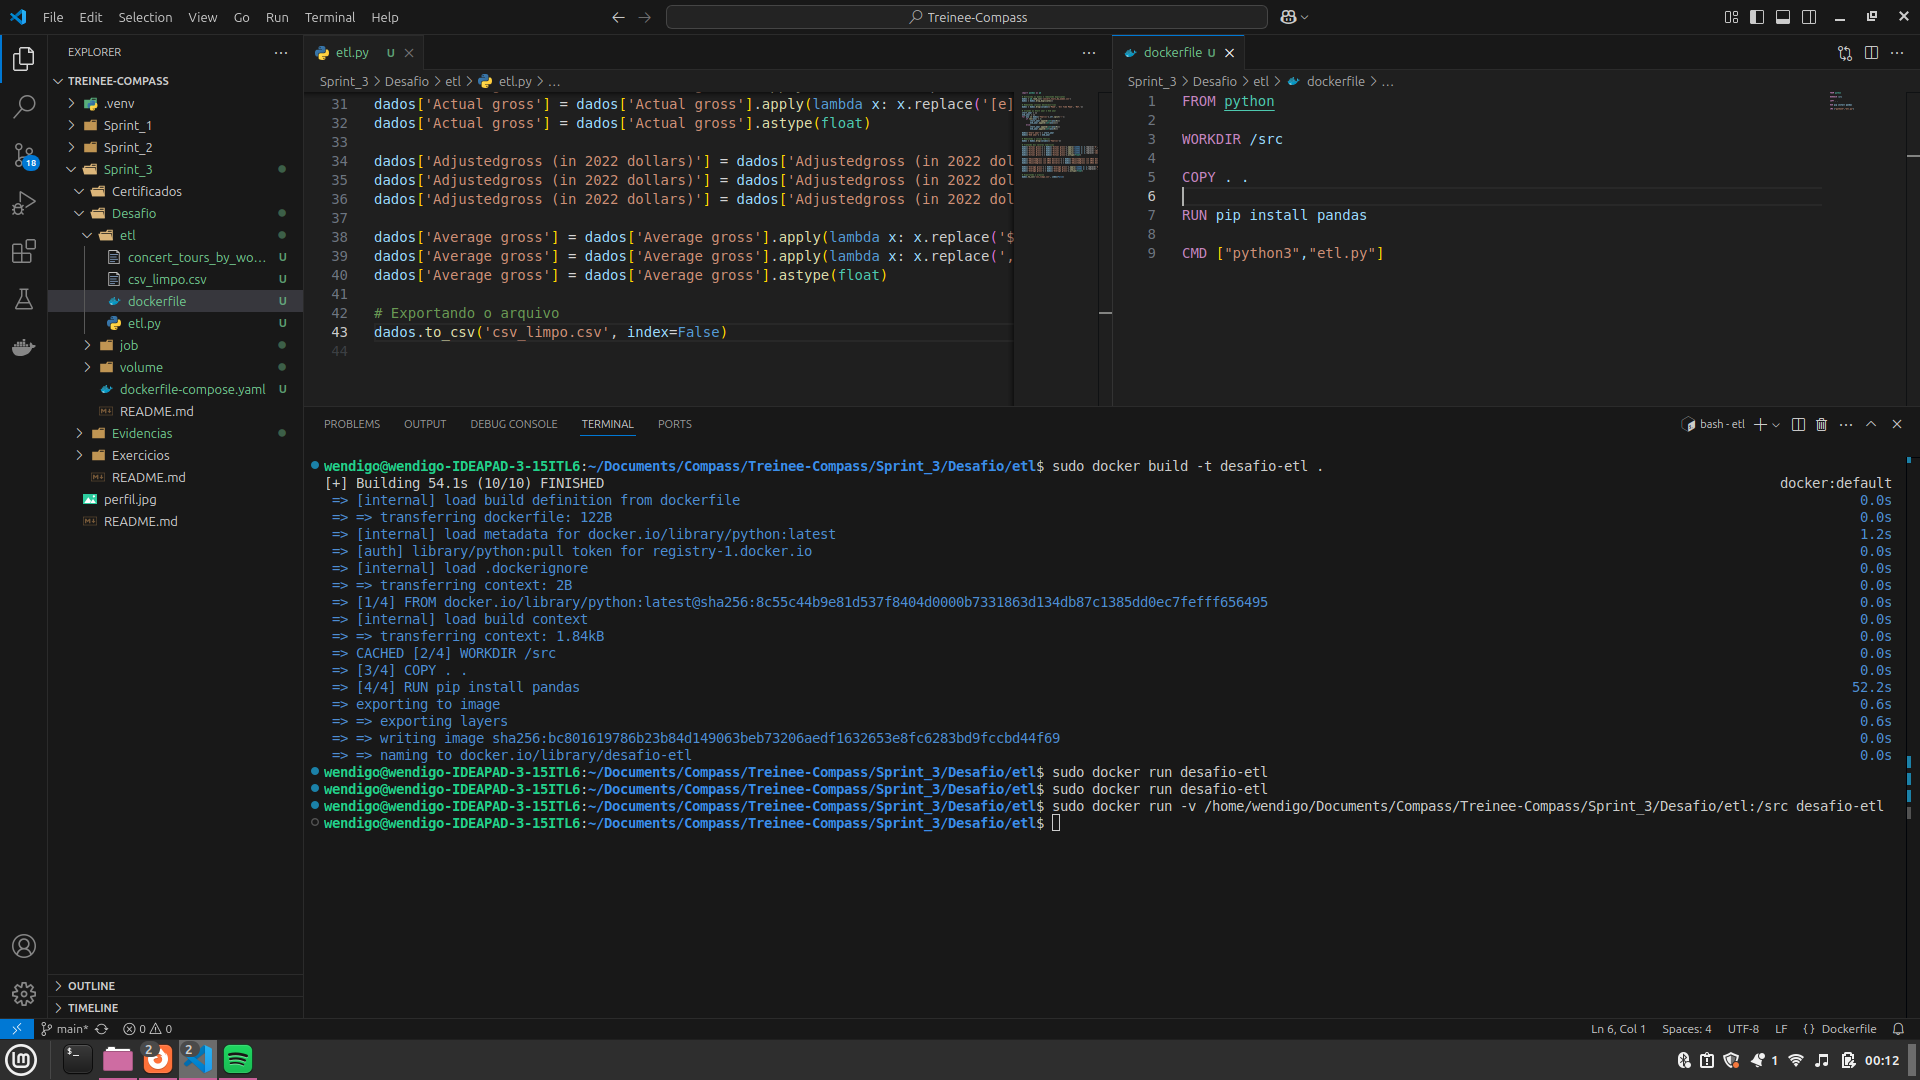 File Edit Selection View Go Run Terminal Help
Treinee-Compass
EXPLORER
TREINEE-COMPASS
.venv
Sprint_1
Sprint_2
18
Sprint_3
Certificados
Desafio
etl
concert_tours_by_wo... U
csv_limpo.csv U
dockerfile U
etl.py U
job
volume
dockerfile-compose.yaml U
README.md
Evidencias
Exercicios
README.md
perfil.jpg
README.md
OUTLINE
TIMELINE
etl.py U
Sprint_3 > Desafio > etl > etl.py > ...
31 dados['Actual gross'] = dados['Actual gross'].apply(lambda x: x.replace('[e]
32 dados['Actual gross'] = dados['Actual gross'].astype(float)
33
34 dados['Adjustedgross (in 2022 dollars)'] = dados['Adjustedgross (in 2022 dol
35 dados['Adjustedgross (in 2022 dollars)'] = dados['Adjustedgross (in 2022 dol
36 dados['Adjustedgross (in 2022 dollars)'] = dados['Adjustedgross (in 2022 dol
37
38 dados['Average gross'] = dados['Average gross'].apply(lambda x: x.replace('$
39 dados['Average gross'] = dados['Average gross'].apply(lambda x: x.replace(',
40 dados['Average gross'] = dados['Average gross'].astype(float)
41
42 # Exportando o arquivo
43 dados.to_csv('csv_limpo.csv', index=False)
44
dockerfile U
Sprint_3 > Desafio > etl > dockerfile > ...
1 FROM python
2
3 WORKDIR /src
4
5 COPY . .
6
7 RUN pip install pandas
8
9 CMD ["python3","etl.py"]
PROBLEMS OUTPUT DEBUG CONSOLE TERMINAL PORTS
bash - etl
wendigo@wendigo-IDEAPAD-3-15ITL6:~/Documents/Compass/Treinee-Compass/Sprint_3/Desafio/etl$ sudo docker build -t desafio-etl .
[+] Building 54.1s (10/10) FINISHED docker:default
=> [internal] load build definition from dockerfile 0.0s
=> => transferring dockerfile: 122B 0.0s
=> [internal] load metadata for docker.io/library/python:latest 1.2s
=> [auth] library/python:pull token for registry-1.docker.io 0.0s
=> [internal] load .dockerignore 0.0s
=> => transferring context: 2B 0.0s
=> [1/4] FROM docker.io/library/python:latest@sha256:8c55c44b9e81d537f8404d0000b7331863d134db87c1385dd0ec7fefff656495 0.0s
=> [internal] load build context 0.0s
=> => transferring context: 1.84kB 0.0s
=> CACHED [2/4] WORKDIR /src 0.0s
=> [3/4] COPY . . 0.0s
=> [4/4] RUN pip install pandas 52.2s
=> exporting to image 0.6s
=> => exporting layers 0.6s
=> => writing image sha256:bc801619786b23b84d149063beb73206aedf1632653e8fc6283bd9fccbd44f69 0.0s
=> => naming to docker.io/library/desafio-etl 0.0s
wendigo@wendigo-IDEAPAD-3-15ITL6:~/Documents/Compass/Treinee-Compass/Sprint_3/Desafio/etl$ sudo docker run desafio-etl
wendigo@wendigo-IDEAPAD-3-15ITL6:~/Documents/Compass/Treinee-Compass/Sprint_3/Desafio/etl$ sudo docker run desafio-etl
wendigo@wendigo-IDEAPAD-3-15ITL6:~/Documents/Compass/Treinee-Compass/Sprint_3/Desafio/etl$ sudo docker run -v /home/wendigo/Documents/Compass/Treinee-Compass/Sprint_3/Desafio/etl:/src desafio-etl
wendigo@wendigo-IDEAPAD-3-15ITL6:~/Documents/Compass/Treinee-Compass/Sprint_3/Desafio/etl$
main* 0 0
Ln 6, Col 1 Spaces: 4 UTF-8 LF {} Dockerfile
2 2
1 00:12